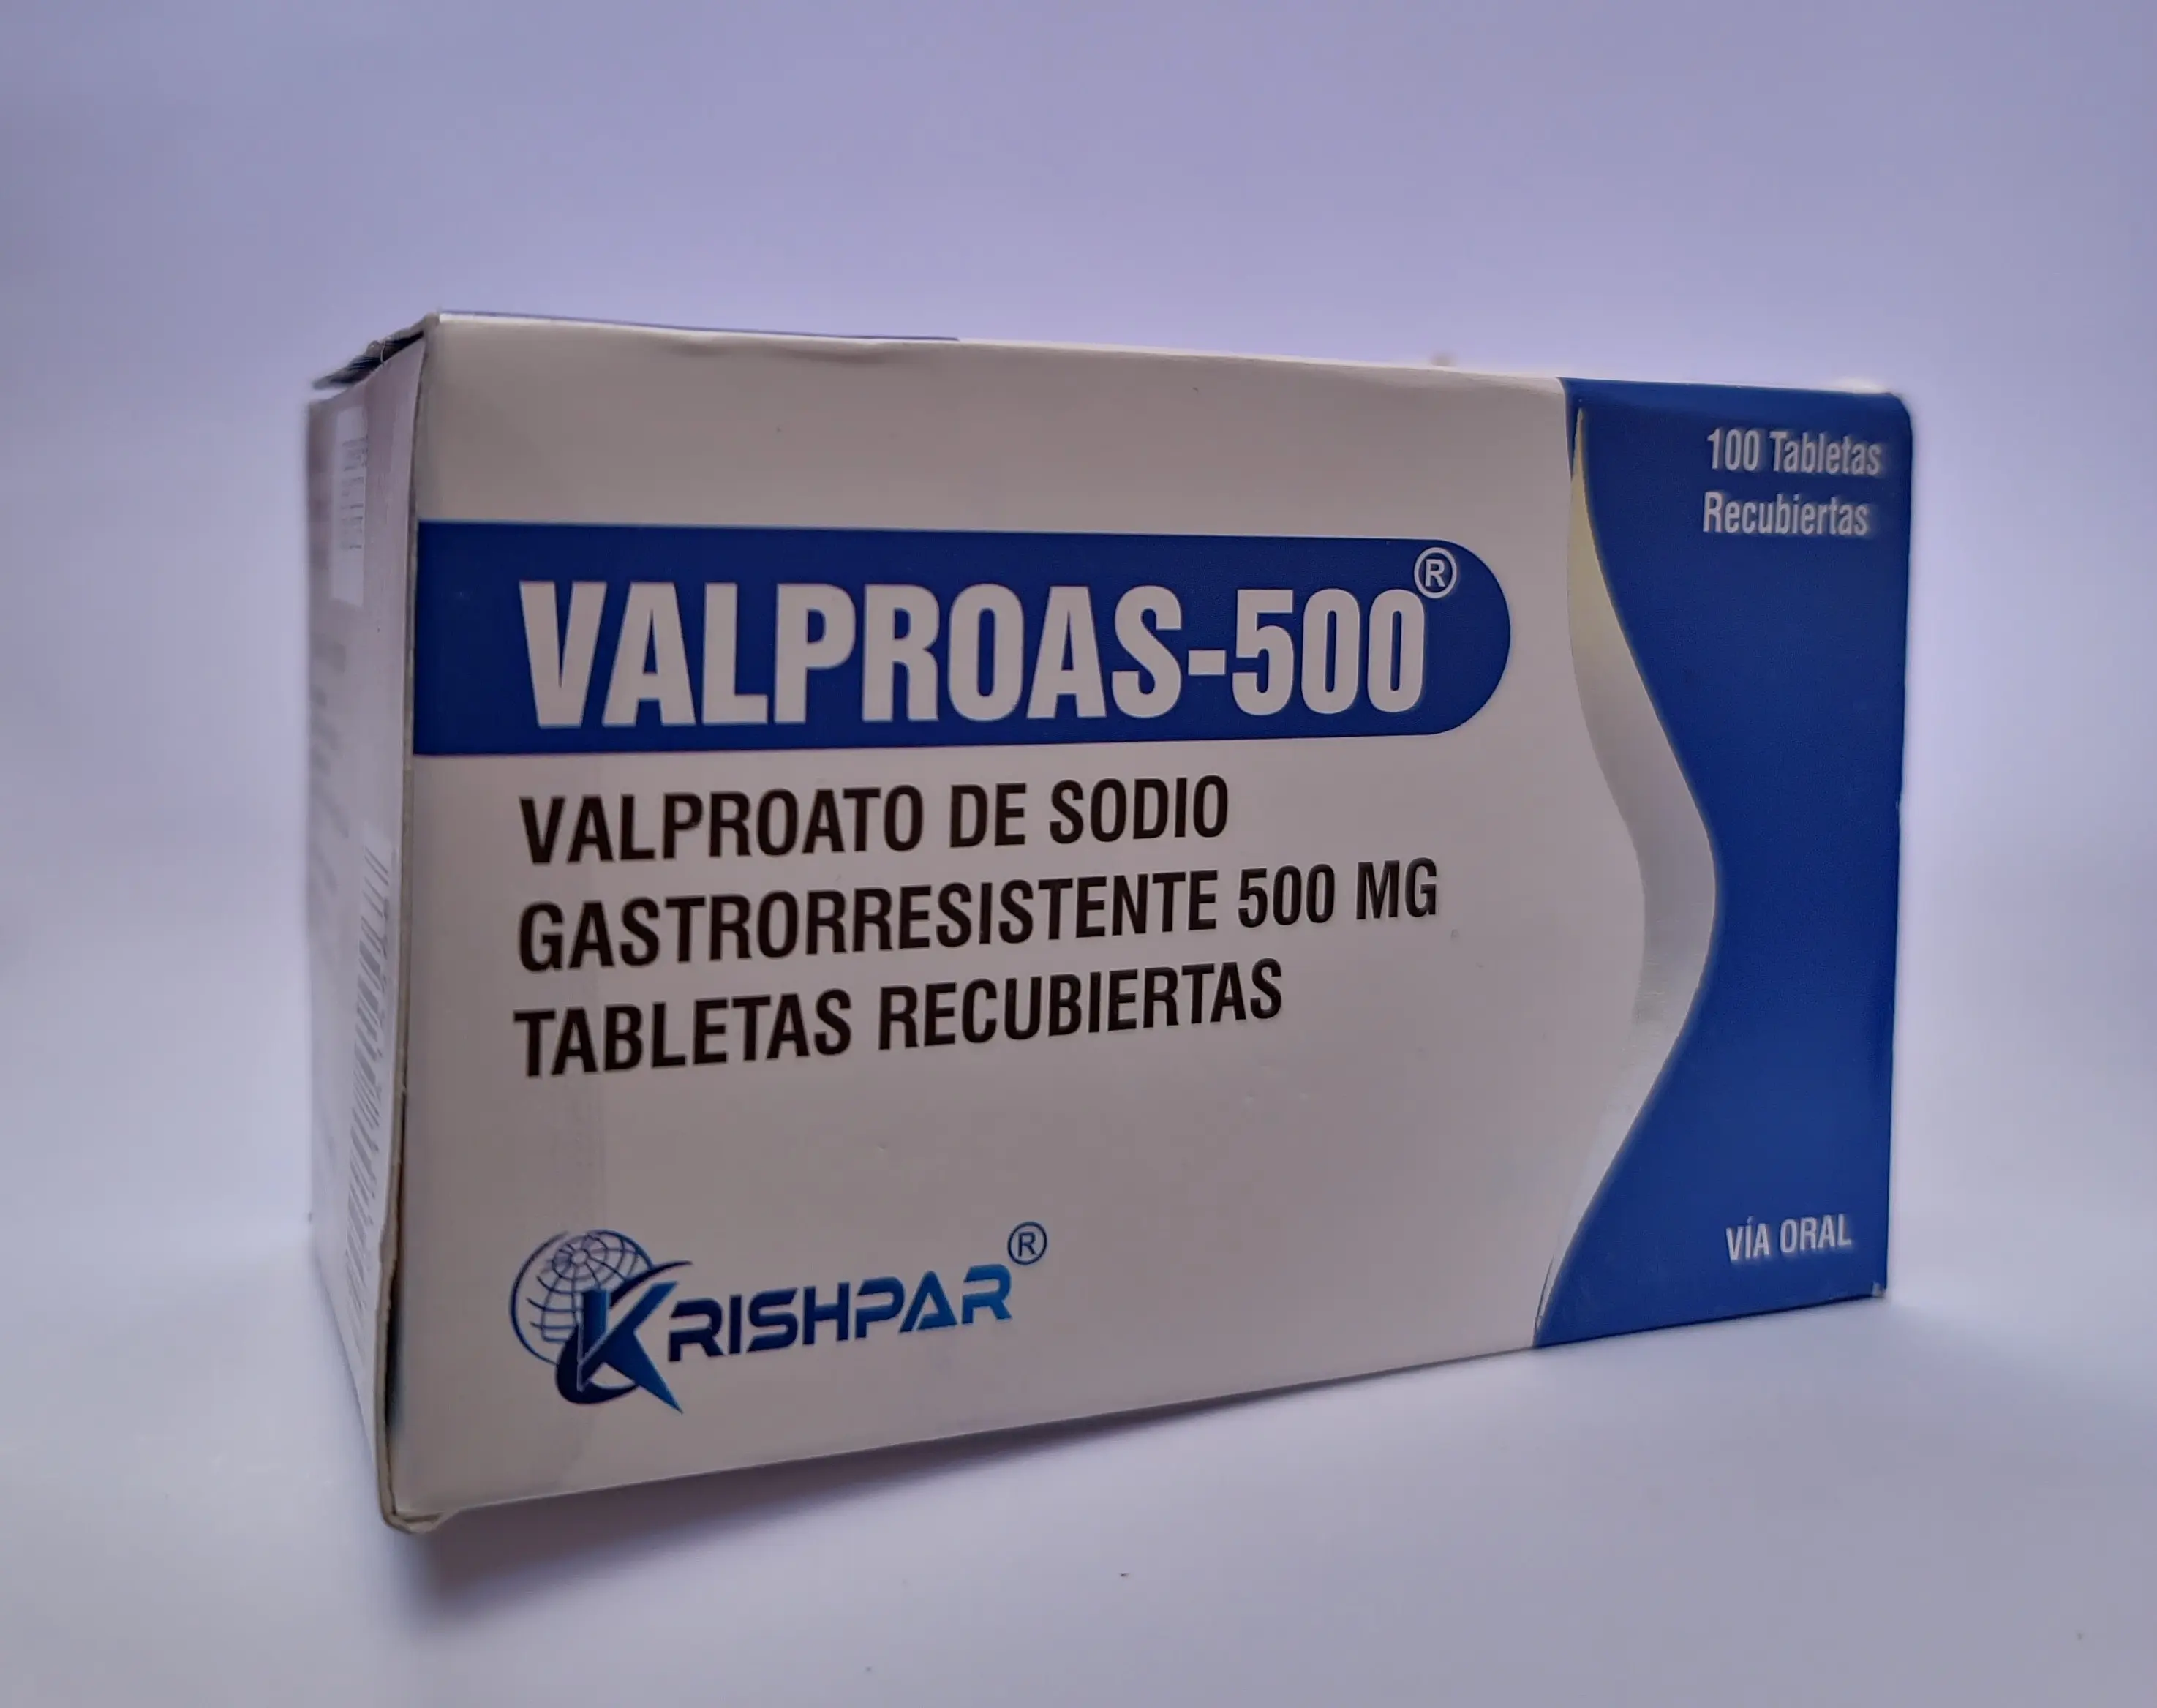 100 Tabletas
Recubiertas
VALPROAS-500®
VALPROATO DE SODIO
GASTRORRESISTENTE 500 MG
TABLETAS RECUBIERTAS
KRISHPAR®
VÍA ORAL